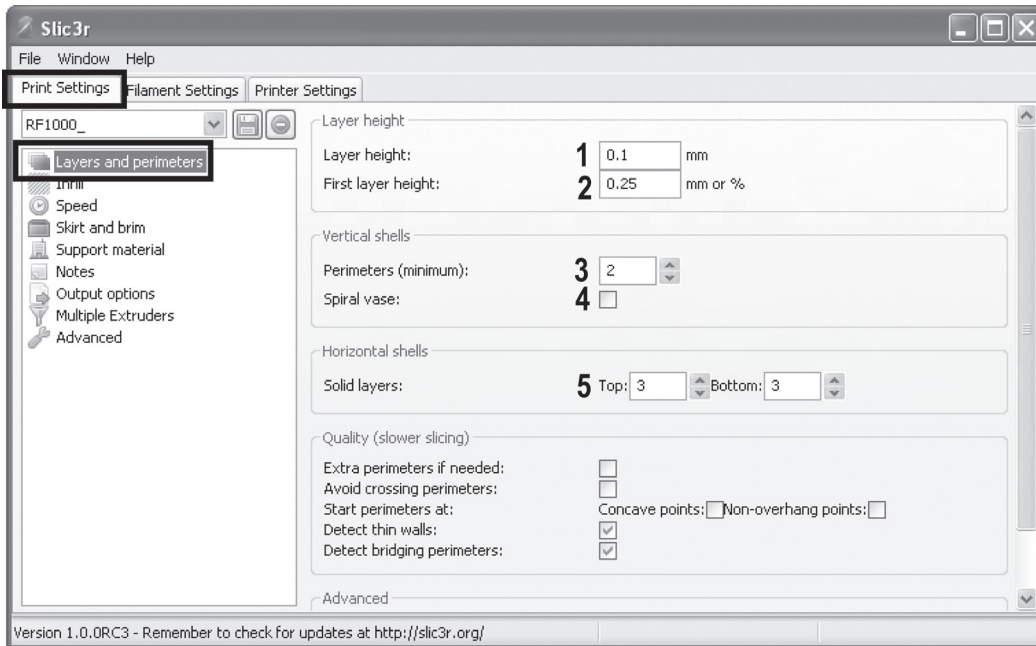 Slic3r
File Window Help
Print Settings Filament Settings Printer Settings
RF1000_
Layers and perimeters
Infill
Speed
Skirt and brim
Support material
Notes
Output options
Multiple Extruders
Advanced
Layer height
Layer height: 1 0.1 mm
First layer height: 2 0.25 mm or %
Vertical shells
Perimeters (minimum): 3 2
Spiral vase: 4
Horizontal shells
Solid layers: 5 Top: 3 Bottom: 3
Quality (slower slicing)
Extra perimeters if needed:
Avoid crossing perimeters:
Start perimeters at: Concave points: Non-overhang points:
Detect thin walls:
Detect bridging perimeters:
Advanced
Version 1.0.0RC3 - Remember to check for updates at http://slic3r.org/